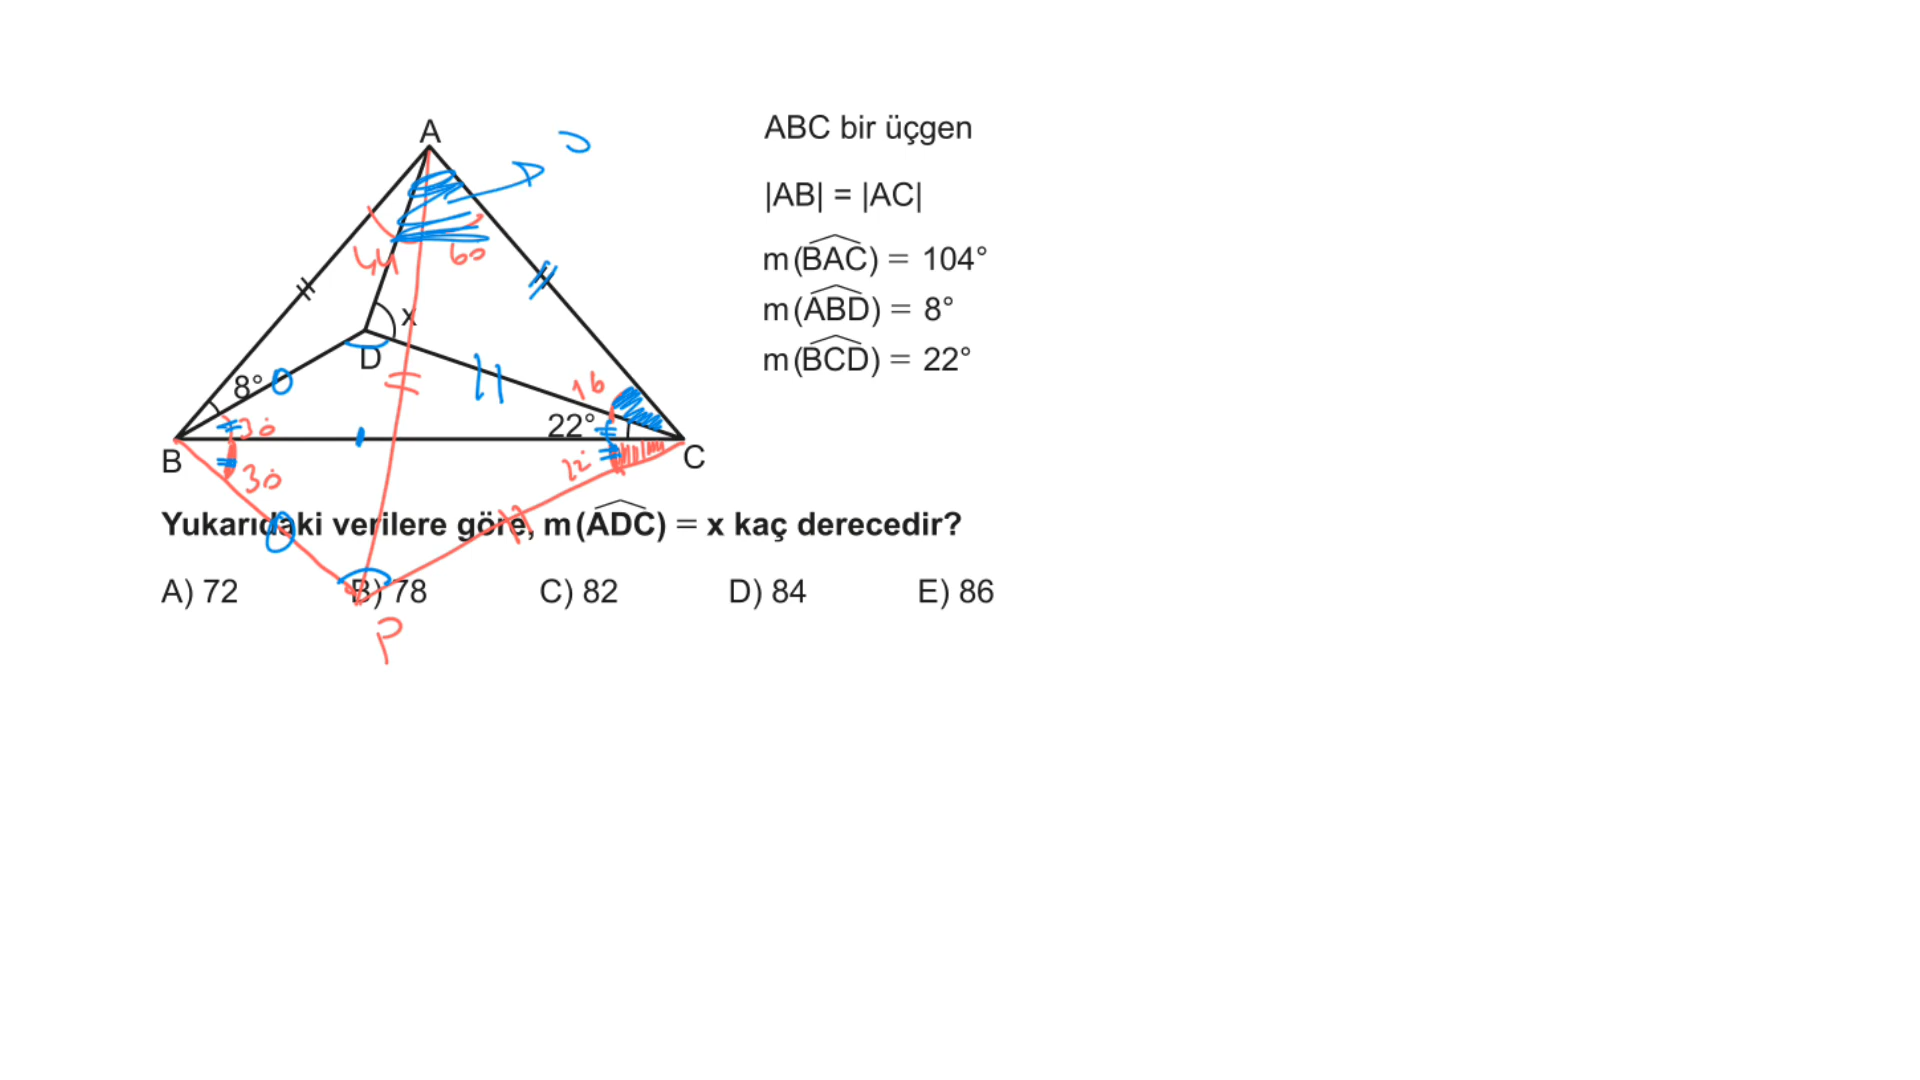 A
ABC bir üçgen
|AB| = |AC|
44 60
m(BAC) = 104°
m(ABD) = 8°
x
D
m(BCD) = 22°
8° 16
30 22°
B C
30 22
Yukarıdaki verilere göre, m(ADC) = x kaç derecedir?
A) 72 B) 78 C) 82 D) 84 E) 86
P